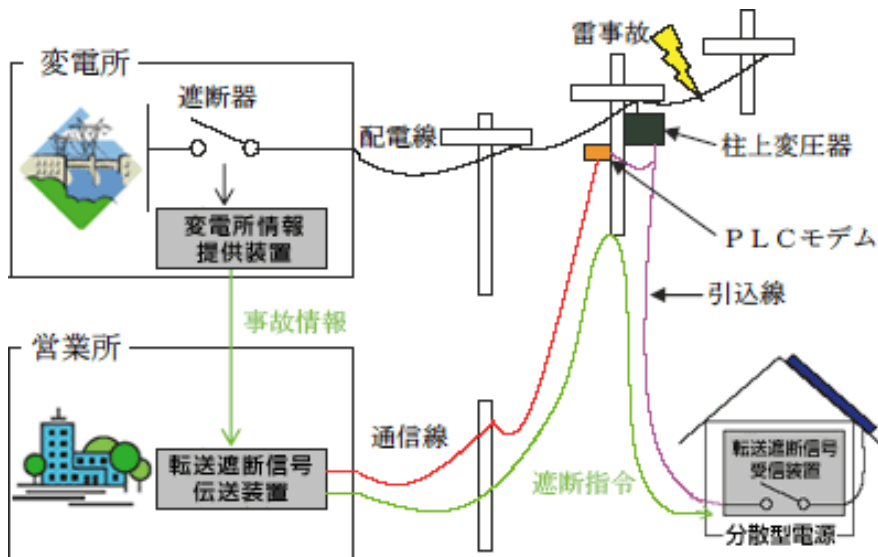 変電所
遮断器
雷事故
配電線
柱上変圧器
変電所情報
提供装置
PLCモデム
引込線
事故情報
営業所
通信線
転送遮断信号
伝送装置
遮断指令
転送遮断信号
受信装置
分散型電源